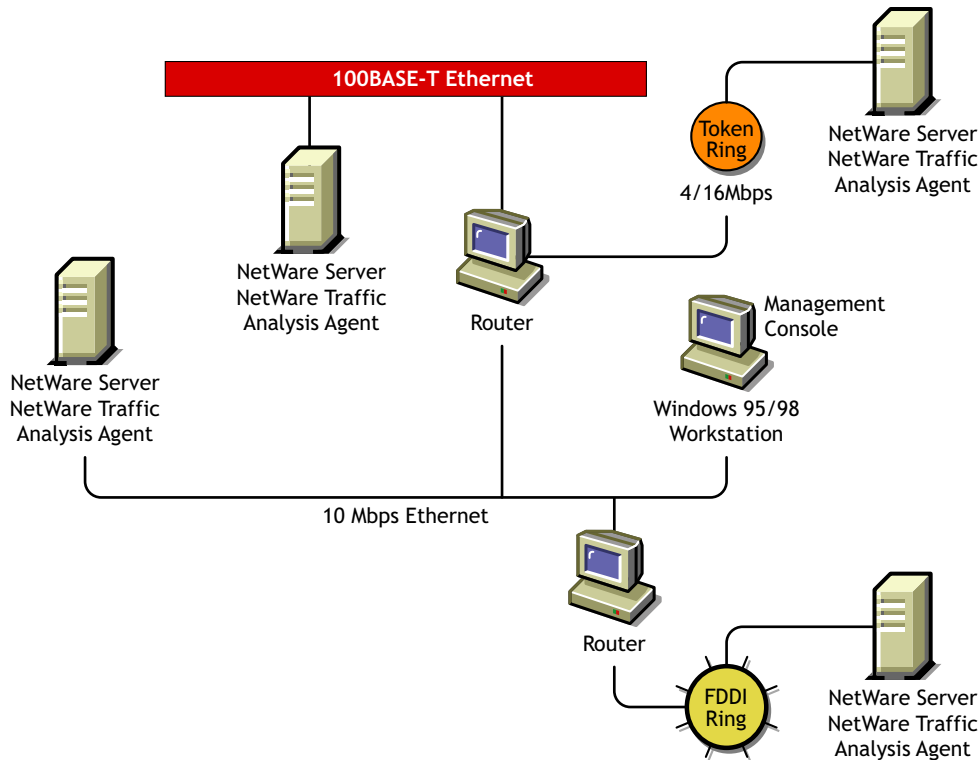 100BASE-T Ethernet
Token
Ring
4/16Mbps
NetWare Server
NetWare Traffic
Analysis Agent
NetWare Server
NetWare Traffic
Analysis Agent
Router
Management
Console
NetWare Server
NetWare Traffic
Analysis Agent
Windows 95/98
Workstation
10 Mbps Ethernet
Router
FDDI
Ring
NetWare Server
NetWare Traffic
Analysis Agent